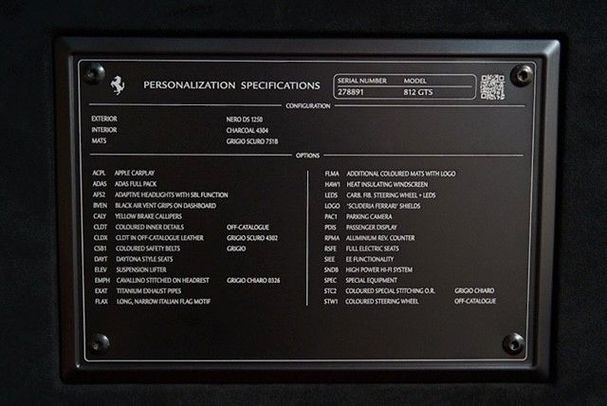 PERSONALIZATION SPECIFICATIONS
SERIAL NUMBER MODEL
278891 812 GTS
CONFIGURATION
EXTERIOR NERO DS 1250
INTERIOR CHARCOAL 4304
MATS GRIGIO SCURO 751B
OPTIONS
ACPL APPLE CARPLAY
ADAS ADAS FULL PACK
AFS2 ADAPTIVE HEADLIGHTS WITH SBL FUNCTION
BVEN BLACK AIR VENT GRIPS ON DASHBOARD
CALY YELLOW BRAKE CALLIPERS
CLDT COLOURED INNER DETAILS OFF-CATALOGUE
CLDX CLDT IN OFF-CATALOGUE LEATHER GRIGIO SCURO 4302
CSB1 COLOURED SAFETY BELTS GRIGIO
DAYT DAYTONA STYLE SEATS
ELEV SUSPENSION LIFTER
EMPH CAVALLINO STITCHED ON HEADREST GRIGIO CHIARO 0326
EXAT TITANIUM EXHAUST PIPES
FLAX LONG, NARROW ITALIAN FLAG MOTIF
FLMA ADDITIONAL COLOURED MATS WITH LOGO
HAW1 HEAT INSULATING WINDSCREEN
LEDS CARB. FIB. STEERING WHEEL + LEDS
LOGO 'SCUDERIA FERRARI' SHIELDS
PAC1 PARKING CAMERA
PDIS PASSENGER DISPLAY
RPMA ALUMINIUM REV. COUNTER
RSFE FULL ELECTRIC SEATS
SIEE EE FUNCTIONALITY
SNDB HIGH POWER HI-FI SYSTEM
SPEC SPECIAL EQUIPMENT
STC2 COLOURED SPECIAL STITCHING O.R. GRIGIO CHIARO
STW1 COLOURED STEERING WHEEL OFF-CATALOGUE